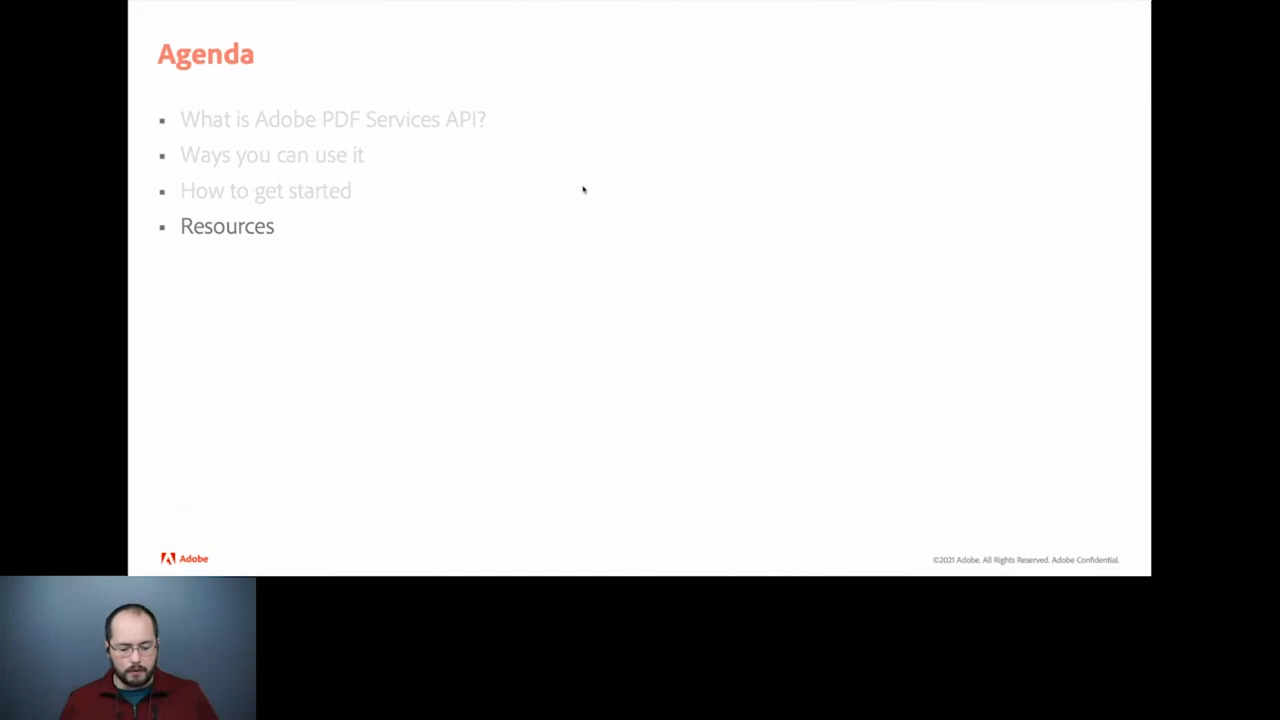 Agenda
▪ What is Adobe PDF Services API?
▪ Ways you can use it
▪ How to get started
▪ Resources
Adobe
©2021 Adobe. All Rights Reserved. Adobe Confidential.